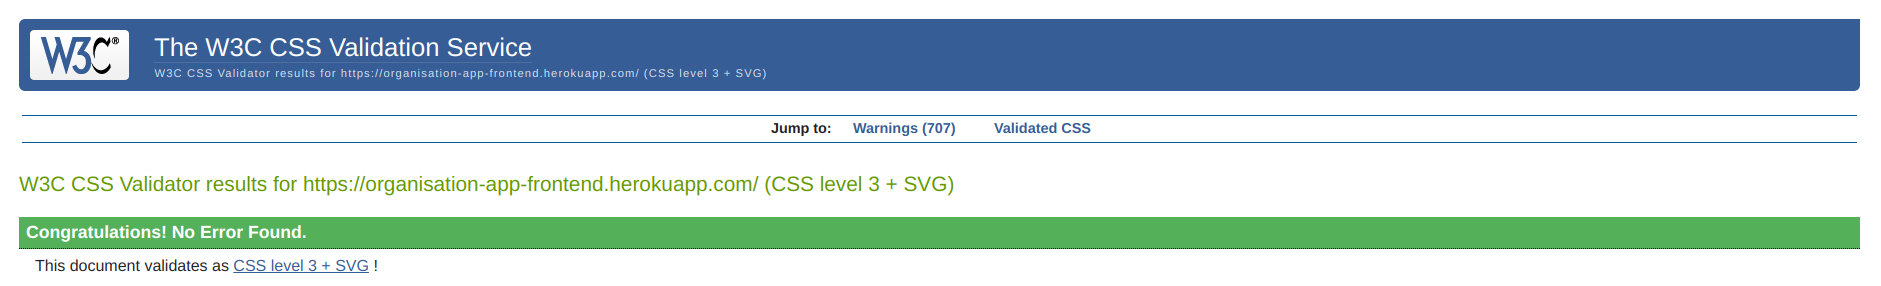 W3C®
The W3C CSS Validation Service
W3C CSS Validator results for https://organisation-app-frontend.herokuapp.com/ (CSS level 3 + SVG)
Jump to: Warnings (707) Validated CSS
W3C CSS Validator results for https://organisation-app-frontend.herokuapp.com/ (CSS level 3 + SVG)
Congratulations! No Error Found.
This document validates as CSS level 3 + SVG !